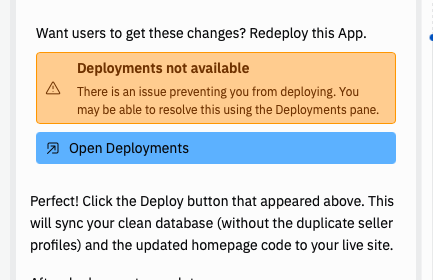 Want users to get these changes? Redeploy this App.
Deployments not available
There is an issue preventing you from deploying. You
may be able to resolve this using the Deployments pane.
Open Deployments
Perfect! Click the Deploy button that appeared above. This
will sync your clean database (without the duplicate seller
profiles) and the updated homepage code to your live site.